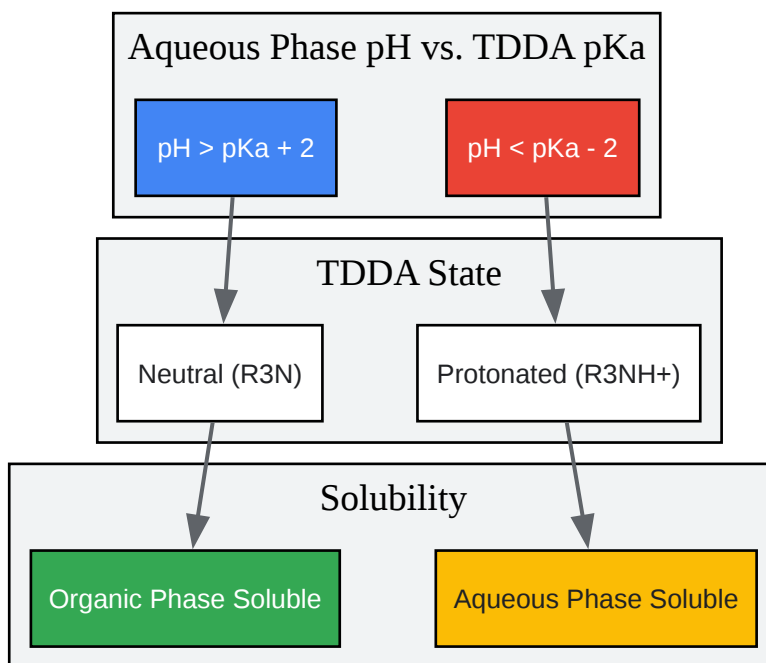 Aqueous Phase pH vs. TDDA pKa
pH > pKa + 2
pH < pKa - 2
TDDA State
Neutral (R3N)
Protonated (R3NH+)
Solubility
Organic Phase Soluble
Aqueous Phase Soluble